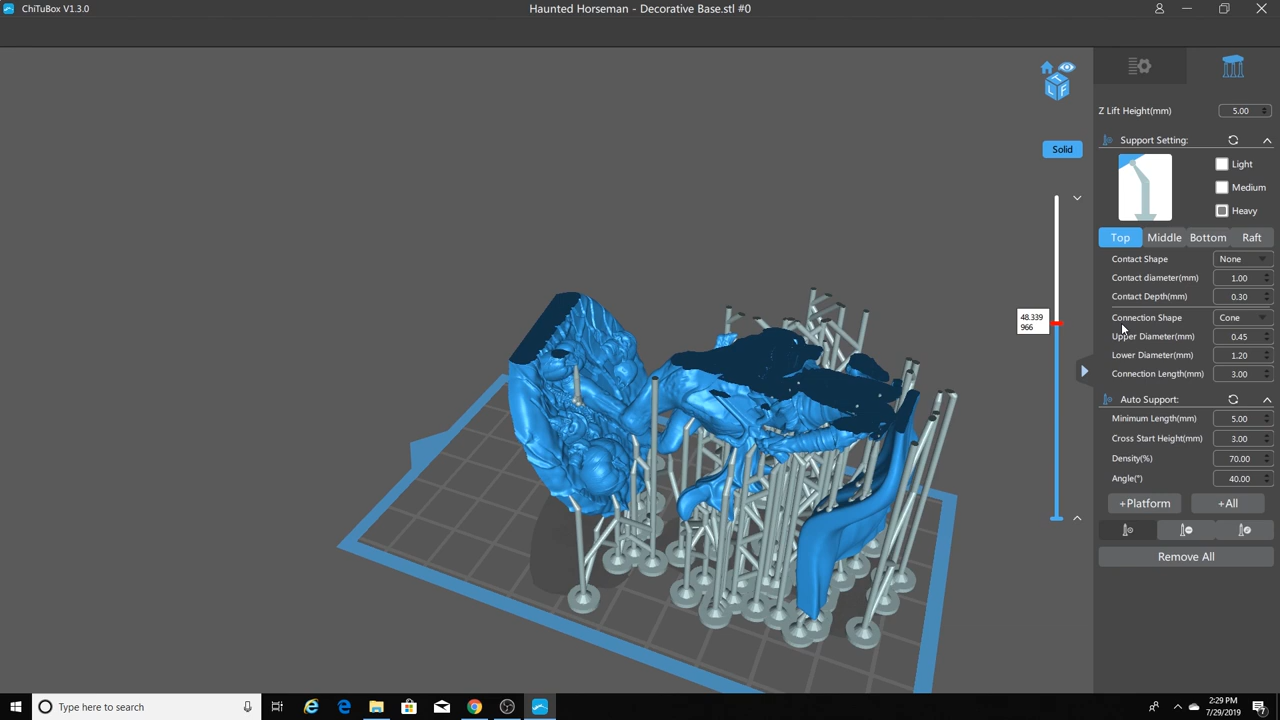 ChiTuBox V1.3.0
Haunted Horseman - Decorative Base.stl #0
Z Lift Height(mm) 5.00
Support Setting:
Solid
Light
Medium
Heavy
Top Middle Bottom Raft
Contact Shape None
Contact diameter(mm) 1.00
Contact Depth(mm) 0.30
Connection Shape Cone
Upper Diameter(mm) 0.45
Lower Diameter(mm) 1.20
Connection Length(mm) 3.00
48.339
966
Auto Support:
Minimum Length(mm) 5.00
Cross Start Height(mm) 3.00
Density(%) 70.00
Angle(°) 40.00
+Platform +All
Remove All
T
L F
Type here to search
2:29 PM
7/29/2019